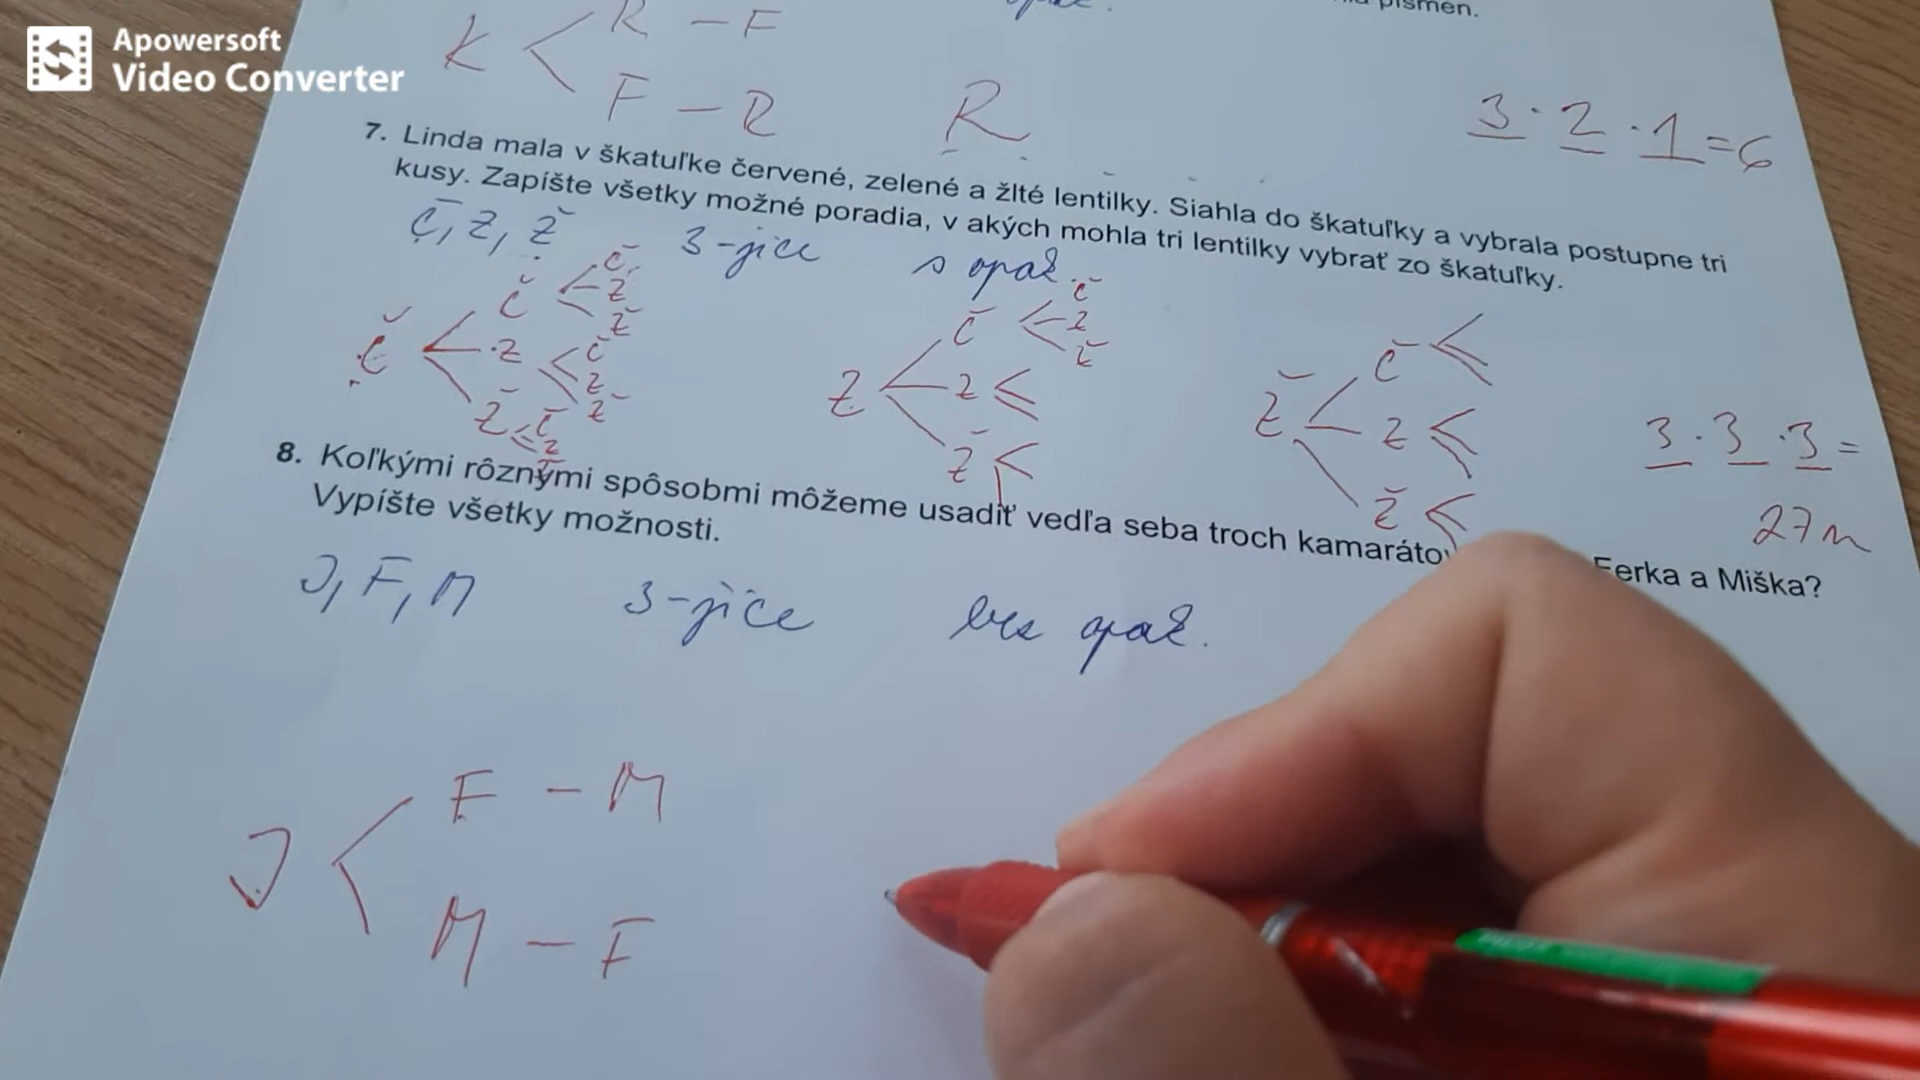 Apowersoft
Video Converter
písmen.
K R – F
F – R
R
3 · 2 · 1 = 6
7. Linda mala v škatuľke červené, zelené a žlté lentilky. Siahla do škatuľky a vybrala postupne tri
kusy. Zapíšte všetky možné poradia, v akých mohla tri lentilky vybrať zo škatuľky.
č, z, ž 3-jice s opak.
č č č z ž
z č z ž
ž č z ž
z č č z ž
z
ž
ž č
z
ž
3 · 3 · 3 =
27 m
8. Koľkými rôznymi spôsobmi môžeme usadiť vedľa seba troch kamaráto Ferka a Miška?
Vypíšte všetky možnosti.
J, F, M 3-jice bez opak.
J F – M
M – F